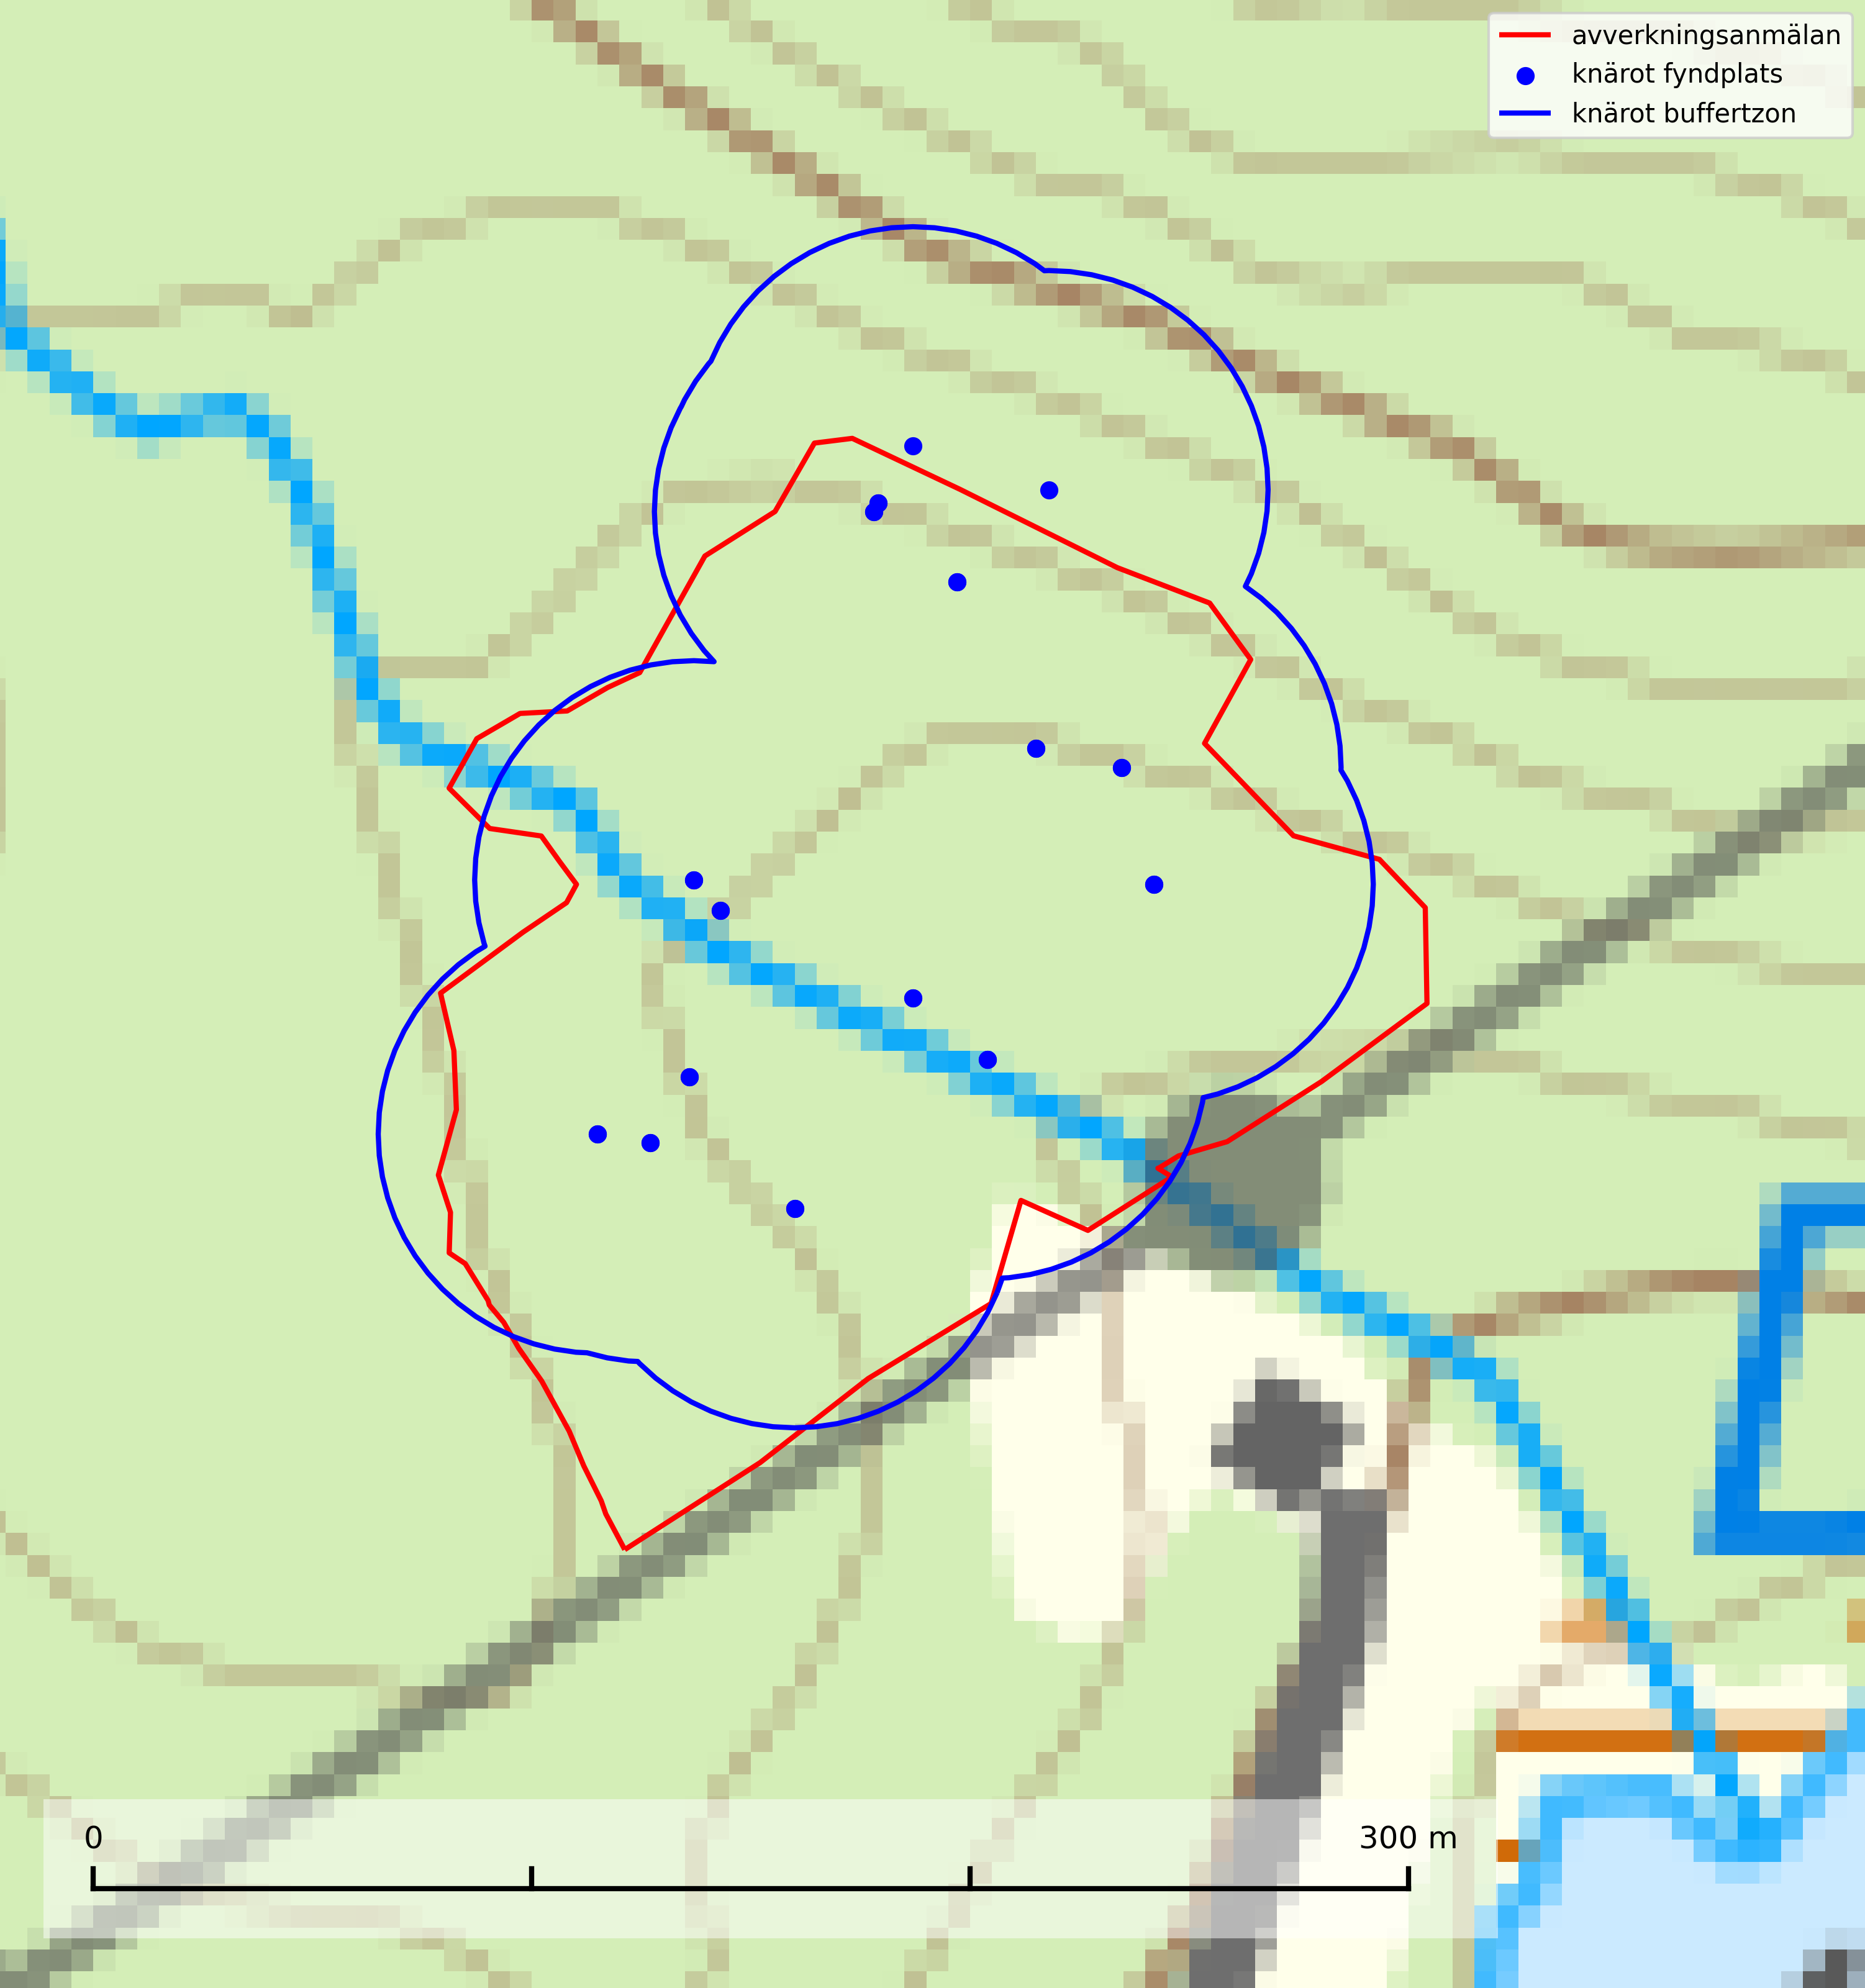 avverkningsanmälan
knärot fyndplats
knärot buffertzon
0 300 m